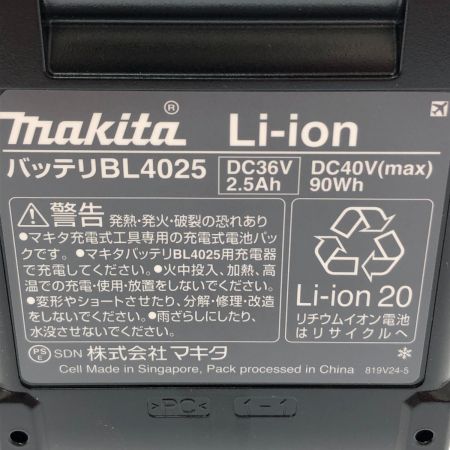 makita® Li-ion
バッテリBL4025 DC36V 2.5Ah DC40V(max) 90Wh
⚠警告 発熱・発火・破裂の恐れあり
●マキタ充電式工具専用の充電式電池パッ
クです。●マキタバッテリBL4025用充電器
で充電してください。●火中投入、加熱、高
温での充電・使用・放置をしないでください。
●変形やショートさせたり、分解・修理・改造
をしないでください。●雨ざらしにしたり、
水没させないでください。
Li-ion 20
リチウムイオン電池
はリサイクルへ
PS E SDN 株式会社 マキタ *
Cell Made in Singapore, Pack processed in China 819V24-5
>PC< 1-1